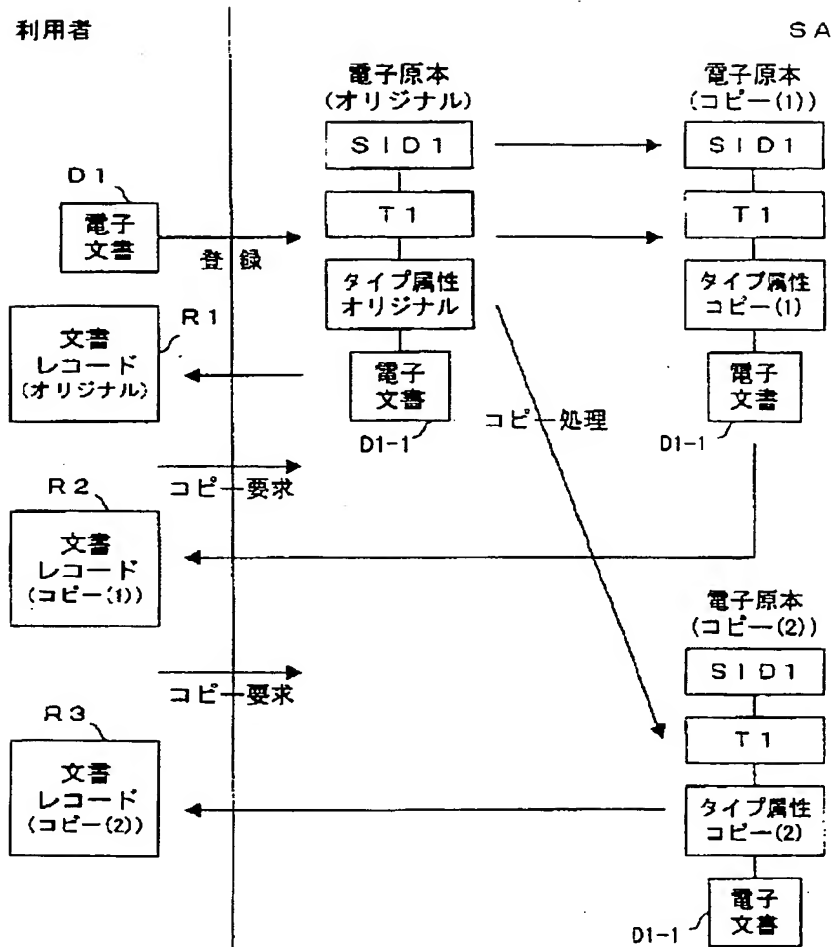 利用者
SA
電子原本
(オリジナル)
SID1
T1
タイプ属性
オリジナル
電子
文書
D1-1
電子原本
(コピー(1))
SID1
T1
タイプ属性
コピー(1)
電子
文書
D1-1
D1
電子
文書
登録
R1
文書
レコード
(オリジナル)
コピー処理
コピー要求
R2
文書
レコード
(コピー(1))
コピー要求
R3
文書
レコード
(コピー(2))
電子原本
(コピー(2))
SID1
T1
タイプ属性
コピー(2)
電子
文書
D1-1